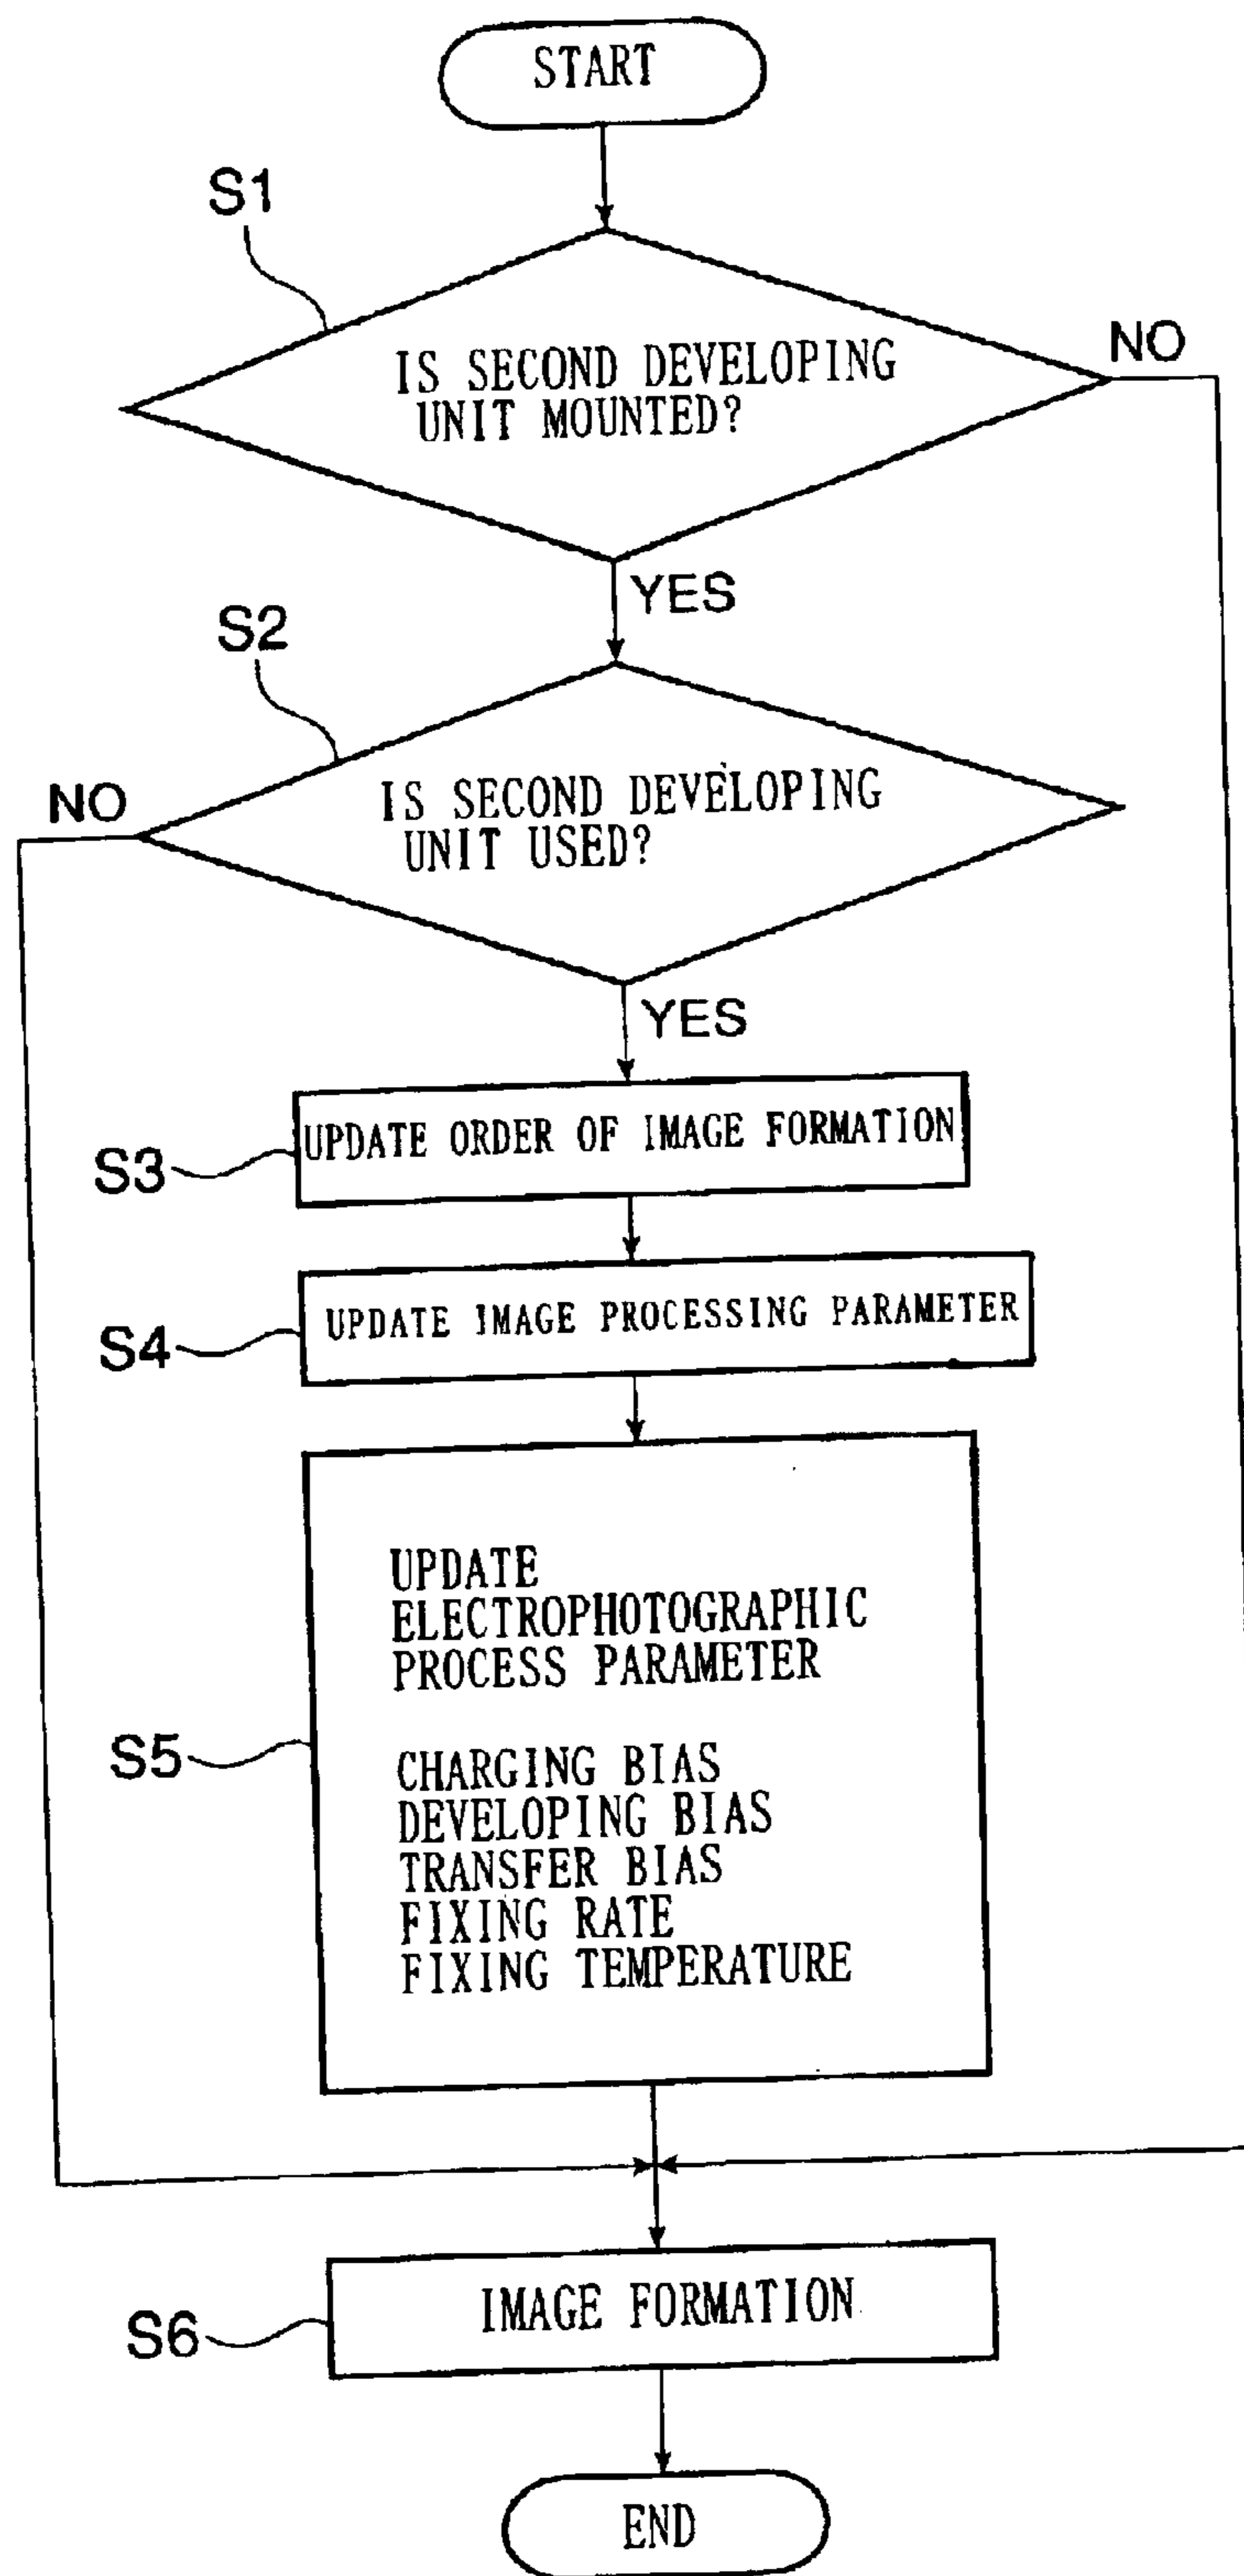 START
S1
IS SECOND DEVELOPING
UNIT MOUNTED?
NO
YES
S2
IS SECOND DEVELOPING
UNIT USED?
NO
YES
S3
UPDATE ORDER OF IMAGE FORMATION
S4
UPDATE IMAGE PROCESSING PARAMETER
S5
UPDATE
ELECTROPHOTOGRAPHIC
PROCESS PARAMETER
CHARGING BIAS
DEVELOPING BIAS
TRANSFER BIAS
FIXING RATE
FIXING TEMPERATURE
S6
IMAGE FORMATION
END